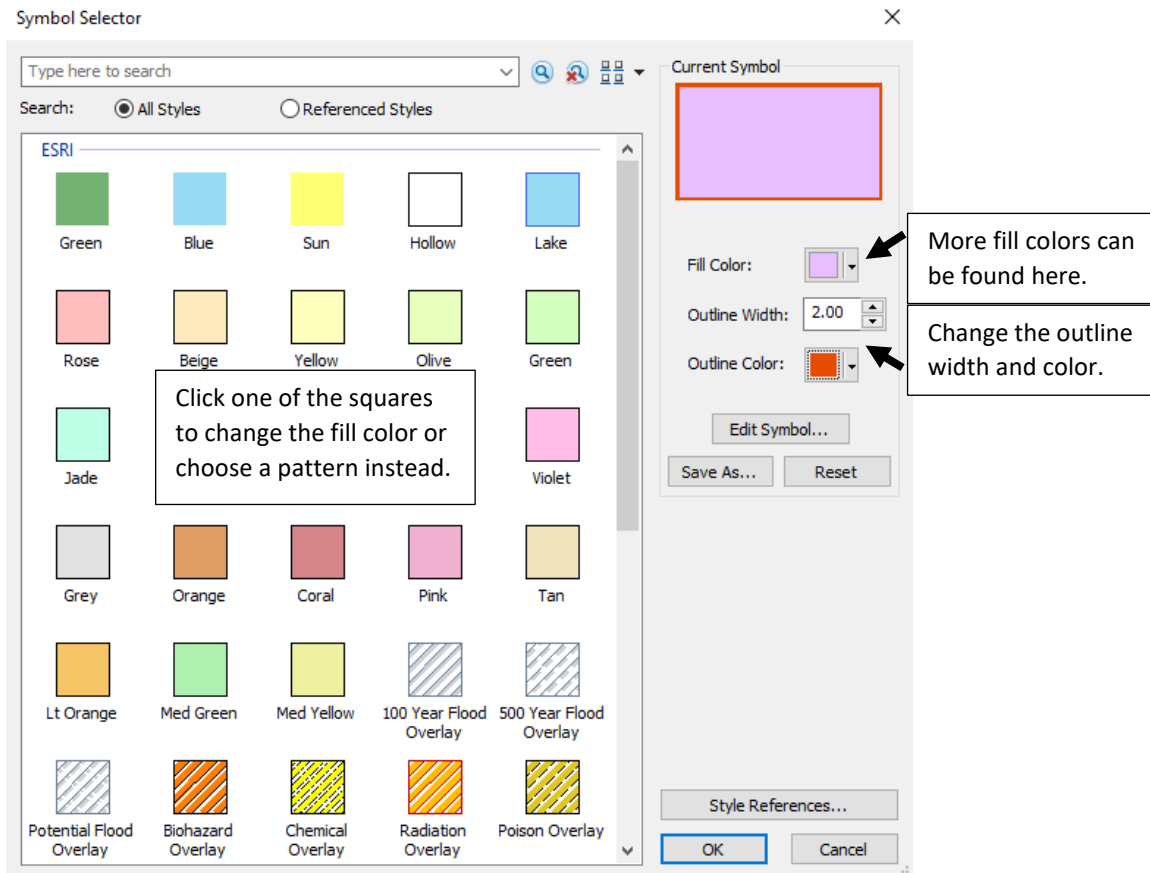 Symbol Selector
Type here to search
Search: All Styles Referenced Styles
ESRI
Green Blue Sun Hollow Lake
Rose Beige Yellow Olive Green
Jade Violet
Click one of the squares
to change the fill color or
choose a pattern instead.
Grey Orange Coral Pink Tan
Lt Orange Med Green Med Yellow 100 Year Flood 500 Year Flood
Overlay Overlay
Potential Flood Biohazard Chemical Radiation Poison Overlay
Overlay Overlay Overlay Overlay
Current Symbol
Fill Color:
Outline Width: 2.00
Outline Color:
Edit Symbol...
Save As... Reset
More fill colors can
be found here.
Change the outline
width and color.
Style References...
OK Cancel